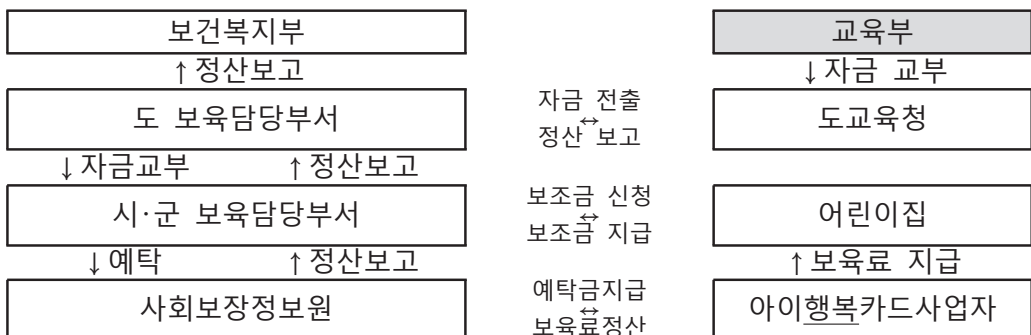 보건복지부 교육부
↑정산보고 ↓자금 교부
도 보육담당부서 자금 전출 ↔ 정산 보고 도교육청
↓자금교부 ↑정산보고
시·군 보육담당부서 보조금 신청 ↔ 보조금 지급 어린이집
↓예탁 ↑정산보고 ↑보육료 지급
사회보장정보원 예탁금지급 ↔ 보육료정산 아이행복카드사업자